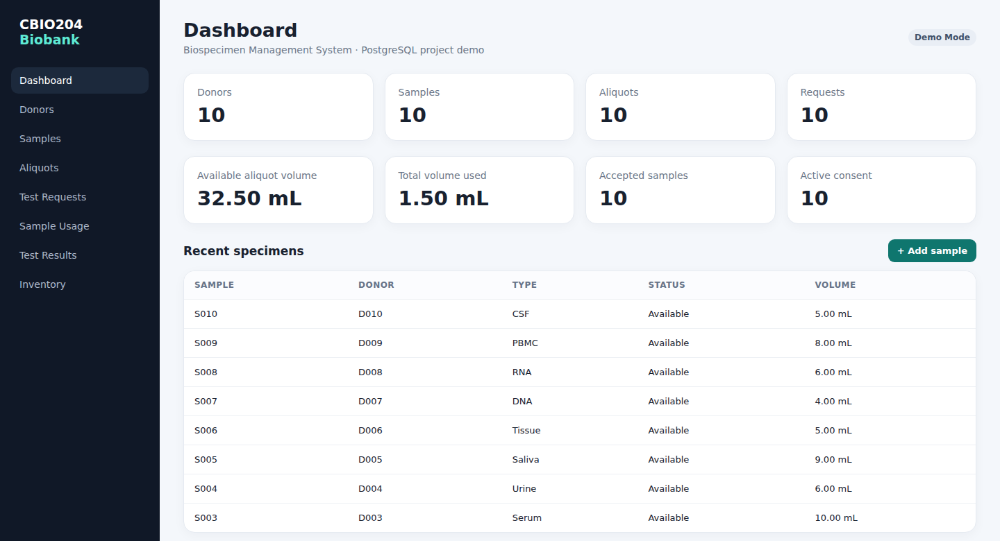 CBIO204
Biobank
Dashboard
Donors
Samples
Aliquots
Test Requests
Sample Usage
Test Results
Inventory
Dashboard
Biospecimen Management System · PostgreSQL project demo
Demo Mode
Donors
10
Samples
10
Aliquots
10
Requests
10
Available aliquot volume
32.50 mL
Total volume used
1.50 mL
Accepted samples
10
Active consent
10
Recent specimens
+ Add sample
SAMPLE DONOR TYPE STATUS VOLUME
S010 D010 CSF Available 5.00 mL
S009 D009 PBMC Available 8.00 mL
S008 D008 RNA Available 6.00 mL
S007 D007 DNA Available 4.00 mL
S006 D006 Tissue Available 5.00 mL
S005 D005 Saliva Available 9.00 mL
S004 D004 Urine Available 6.00 mL
S003 D003 Serum Available 10.00 mL